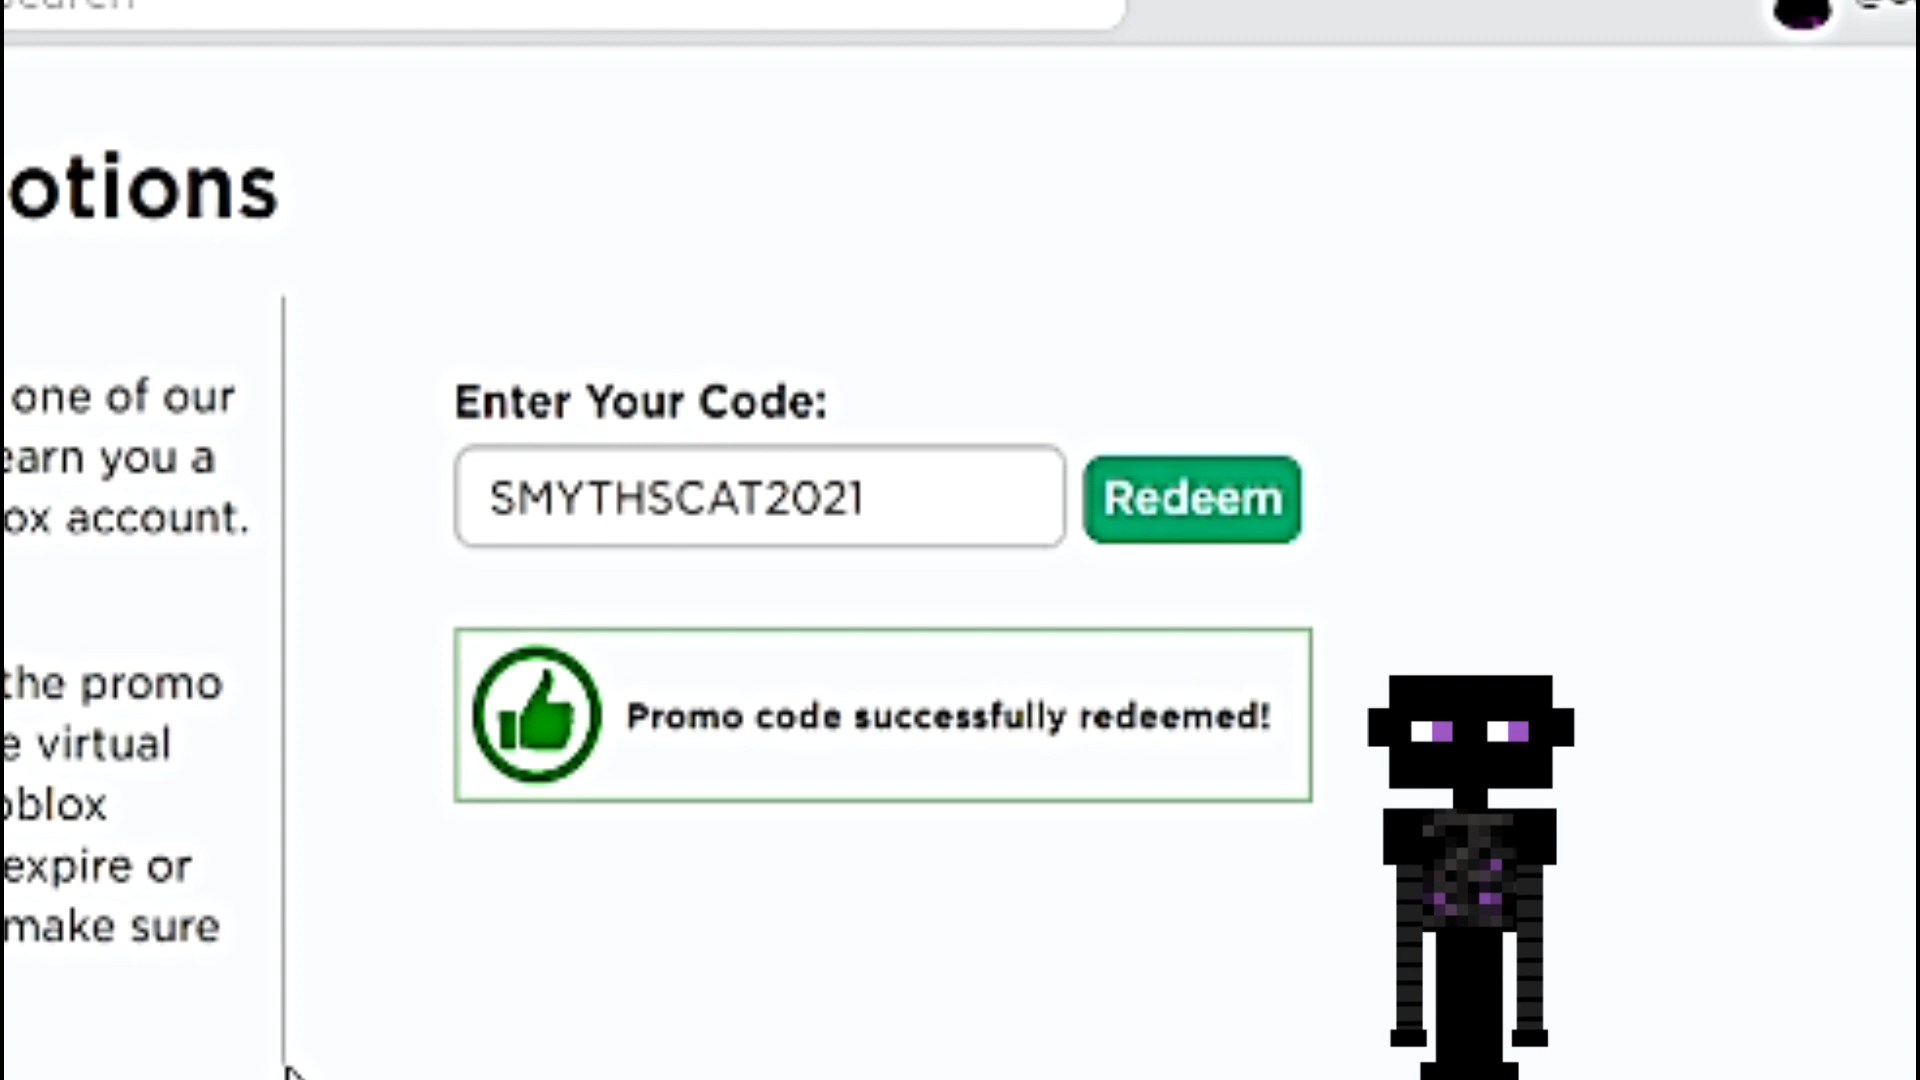 otions
one of our
earn you a
ox account.
the promo
e virtual
oblox
expire or
make sure
Enter Your Code:
SMYTHSCAT2021
Redeem
Promo code successfully redeemed!